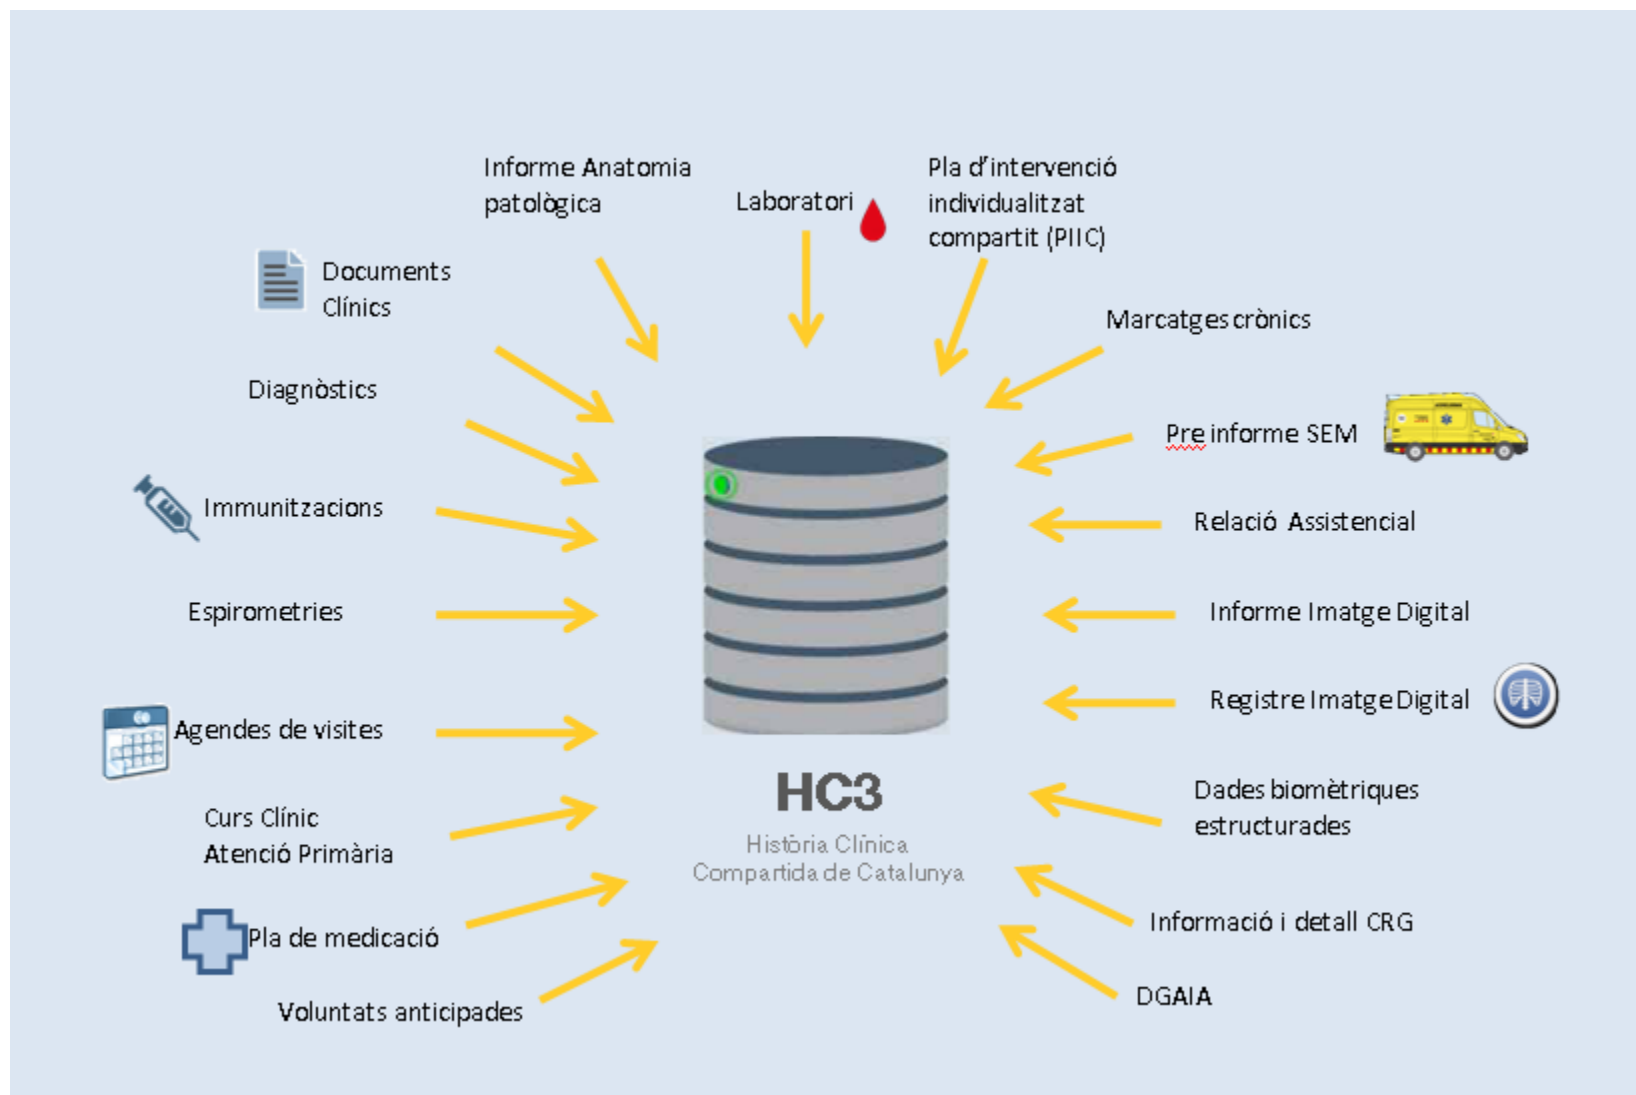 Informe Anatomia
patològica
Laboratori
Pla d'intervenció
individualitzat
compartit (PIIC)
Documents
Clínics
Marcatges crònics
Diagnòstics
Pre informe SEM
Immunitzacions
Relació Assistencial
Espirometries
Informe Imatge Digital
Agendes de visites
Registre Imatge Digital
Curs Clínic
Atenció Primària
HC3
Història Clínica
Compartida de Catalunya
Dades biomètriques
estructurades
Pla de medicació
Informació i detall CRG
Voluntats anticipades
DGAIA